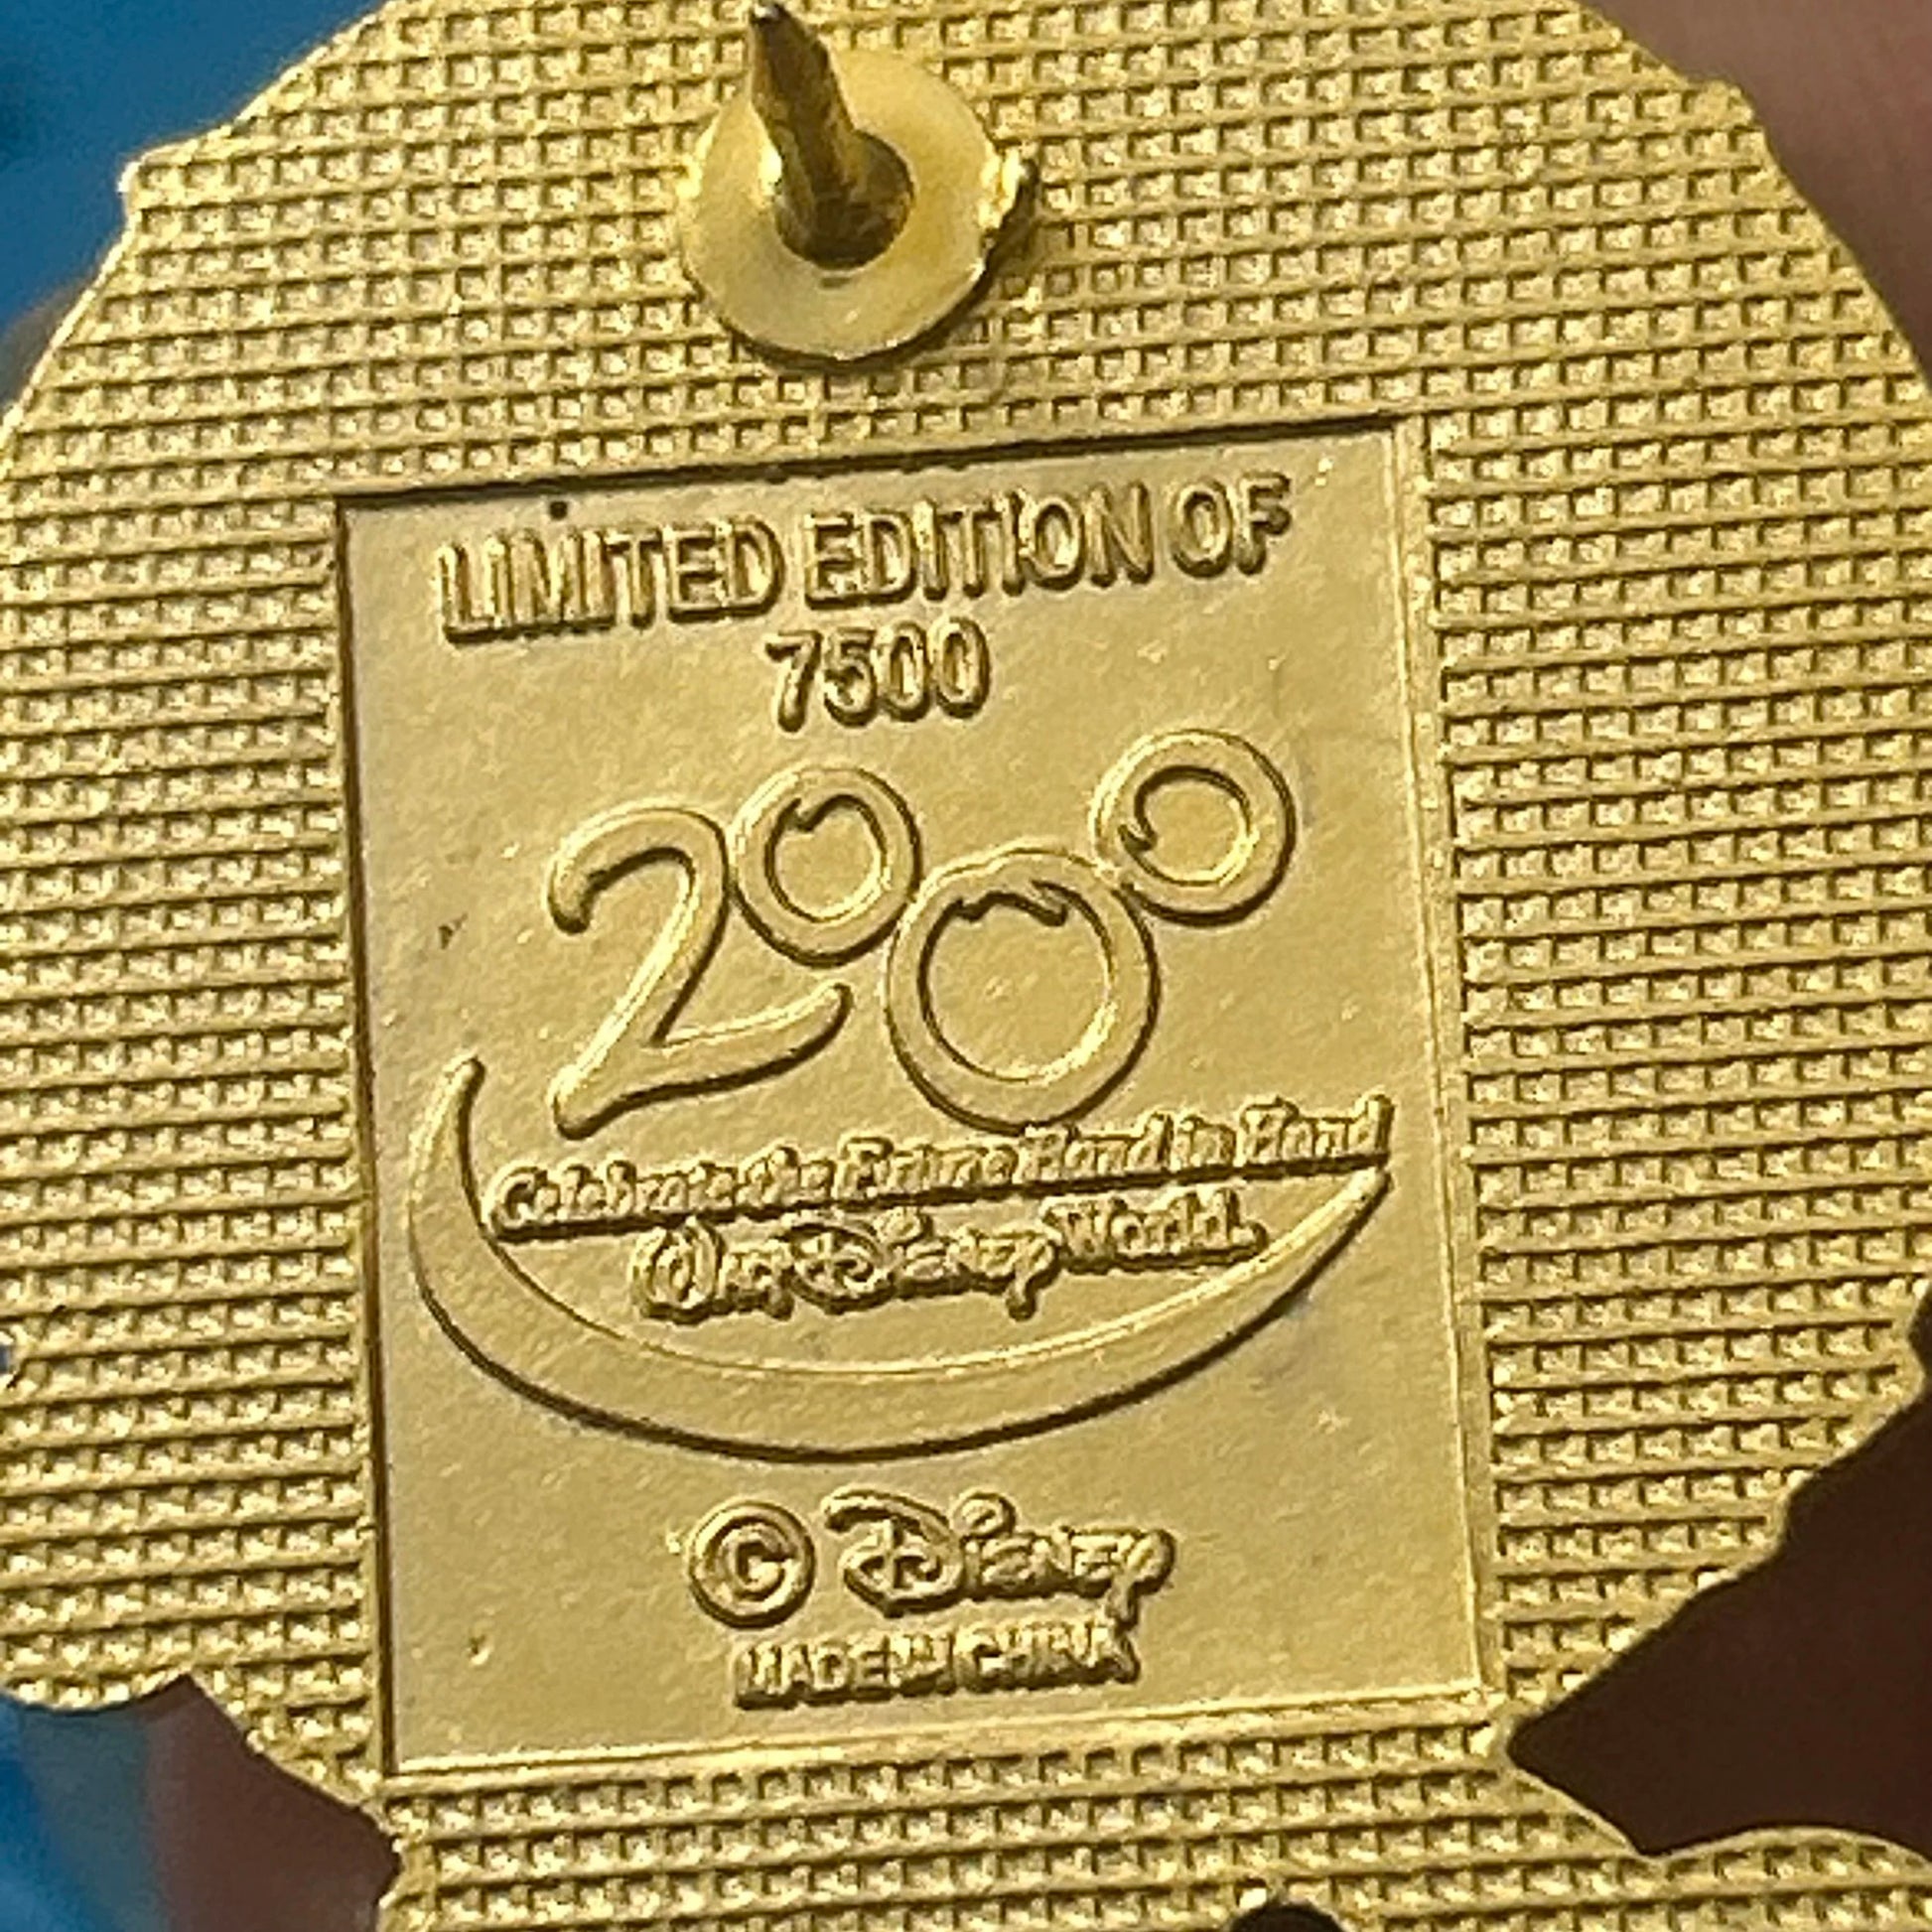 LIMITED EDITION OF
7500
2000
Celebrate the Future Hand in Hand
Walt Disney World.
© Disney
MADE IN CHINA